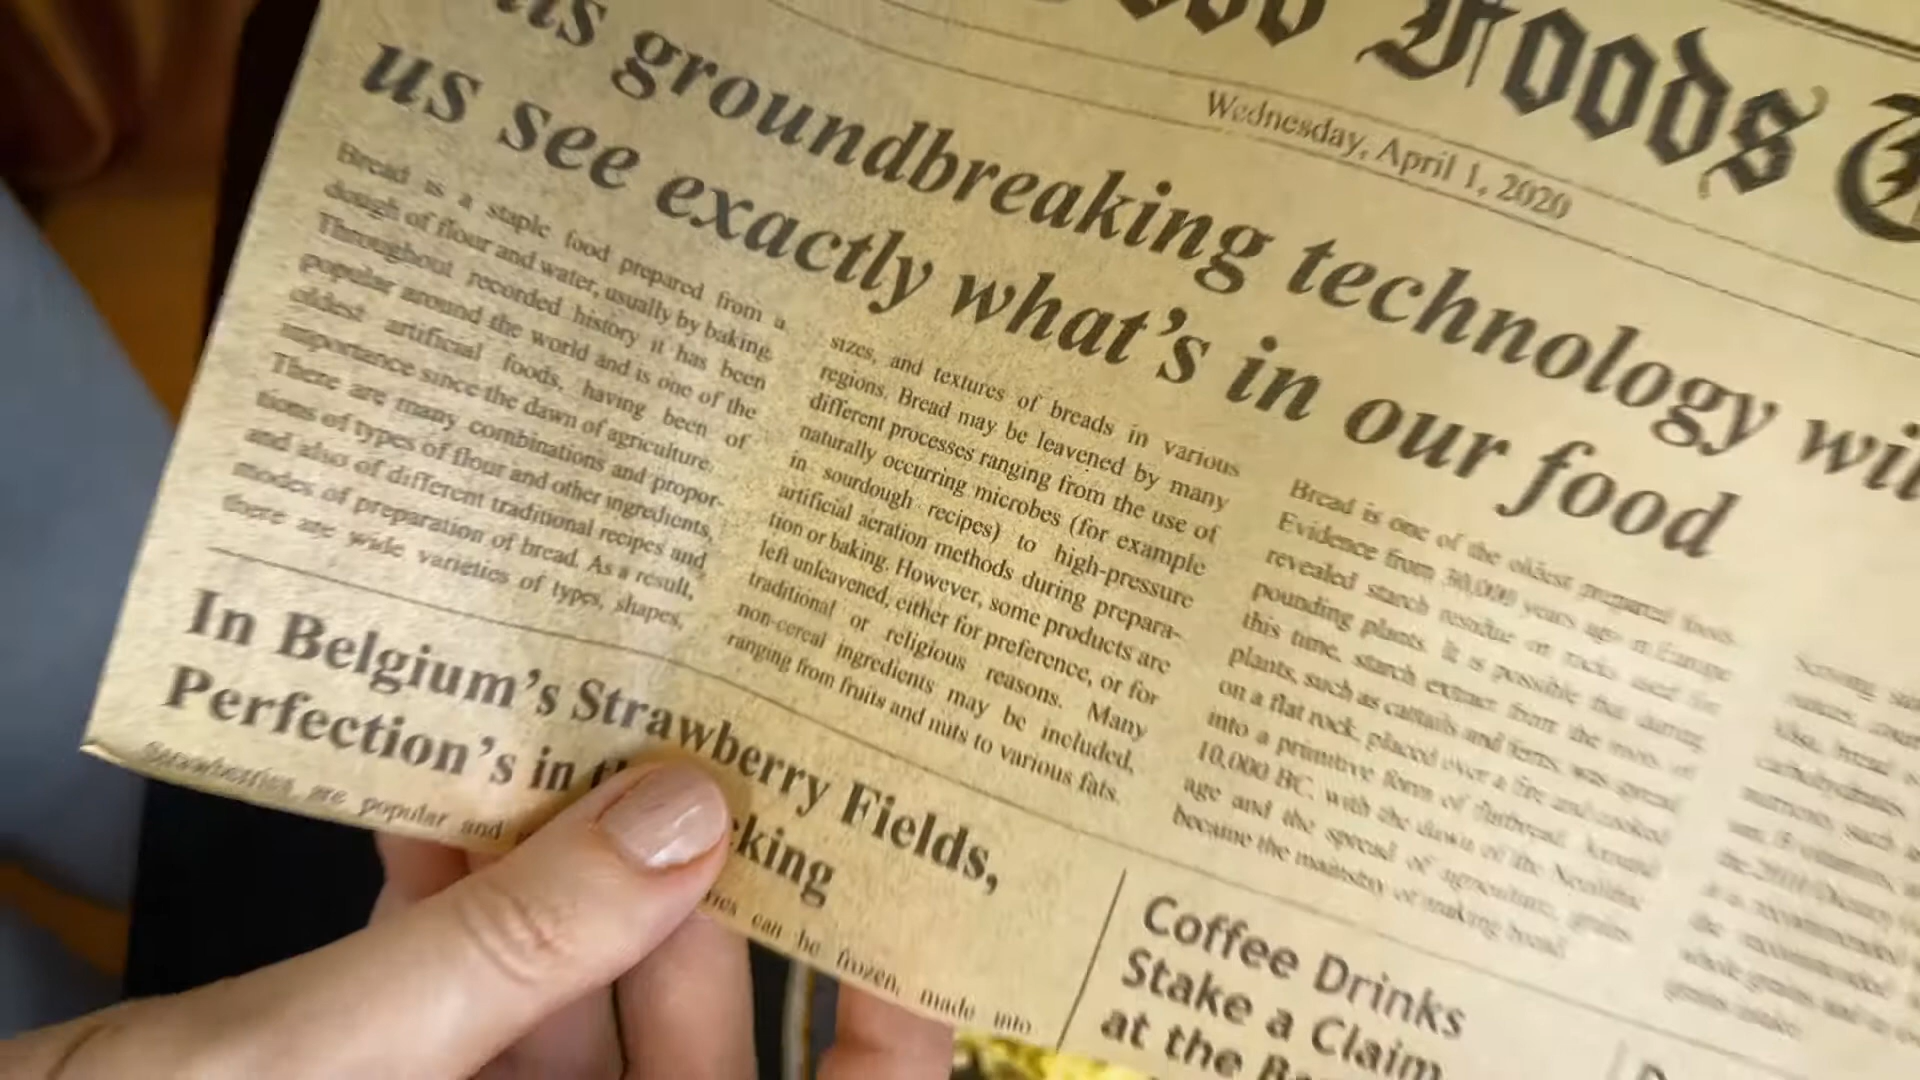 Foods
Wednesday, April 1, 2020
groundbreaking technology
us see exactly what's in our food
Bread is a staple food prepared from a
dough of flour and water, usually by baking.
Throughout recorded history it has been
popular around the world and is one of the
oldest artificial foods, having been of
importance since the dawn of agriculture.
There are many combinations and propor-
tions of types of flour and other ingredients,
and also of different traditional recipes and
modes of preparation of bread. As a result,
there are wide varieties of types, shapes,
sizes, and textures of breads in various
regions. Bread may be leavened by many
different processes ranging from the use of
naturally occurring microbes (for example
in sourdough recipes) to high-pressure
artificial aeration methods during prepara-
tion or baking. However, some products are
left unleavened, either for preference, or for
traditional or religious reasons. Many
non-cereal ingredients may be included,
ranging from fruits and nuts to various fats.
Bread is one of the oldest prepared foods.
Evidence from 30,000 years ago in Europe
revealed starch residue on rocks used for
pounding plants. It is possible that during
this time, starch extract from the roots of
plants, such as cattails and ferns, was spread
on a flat rock, placed over a fire and cooked
into a primitive form of flatbread. Around
10,000 BC, with the dawn of the Neolithic
age and the spread of agriculture, grains
became the mainstay of making bread.
In Belgium's Strawberry Fields,
Perfection's in
Strawberries are popular and
can be frozen, made into
Coffee Drinks
Stake a Claim
at the